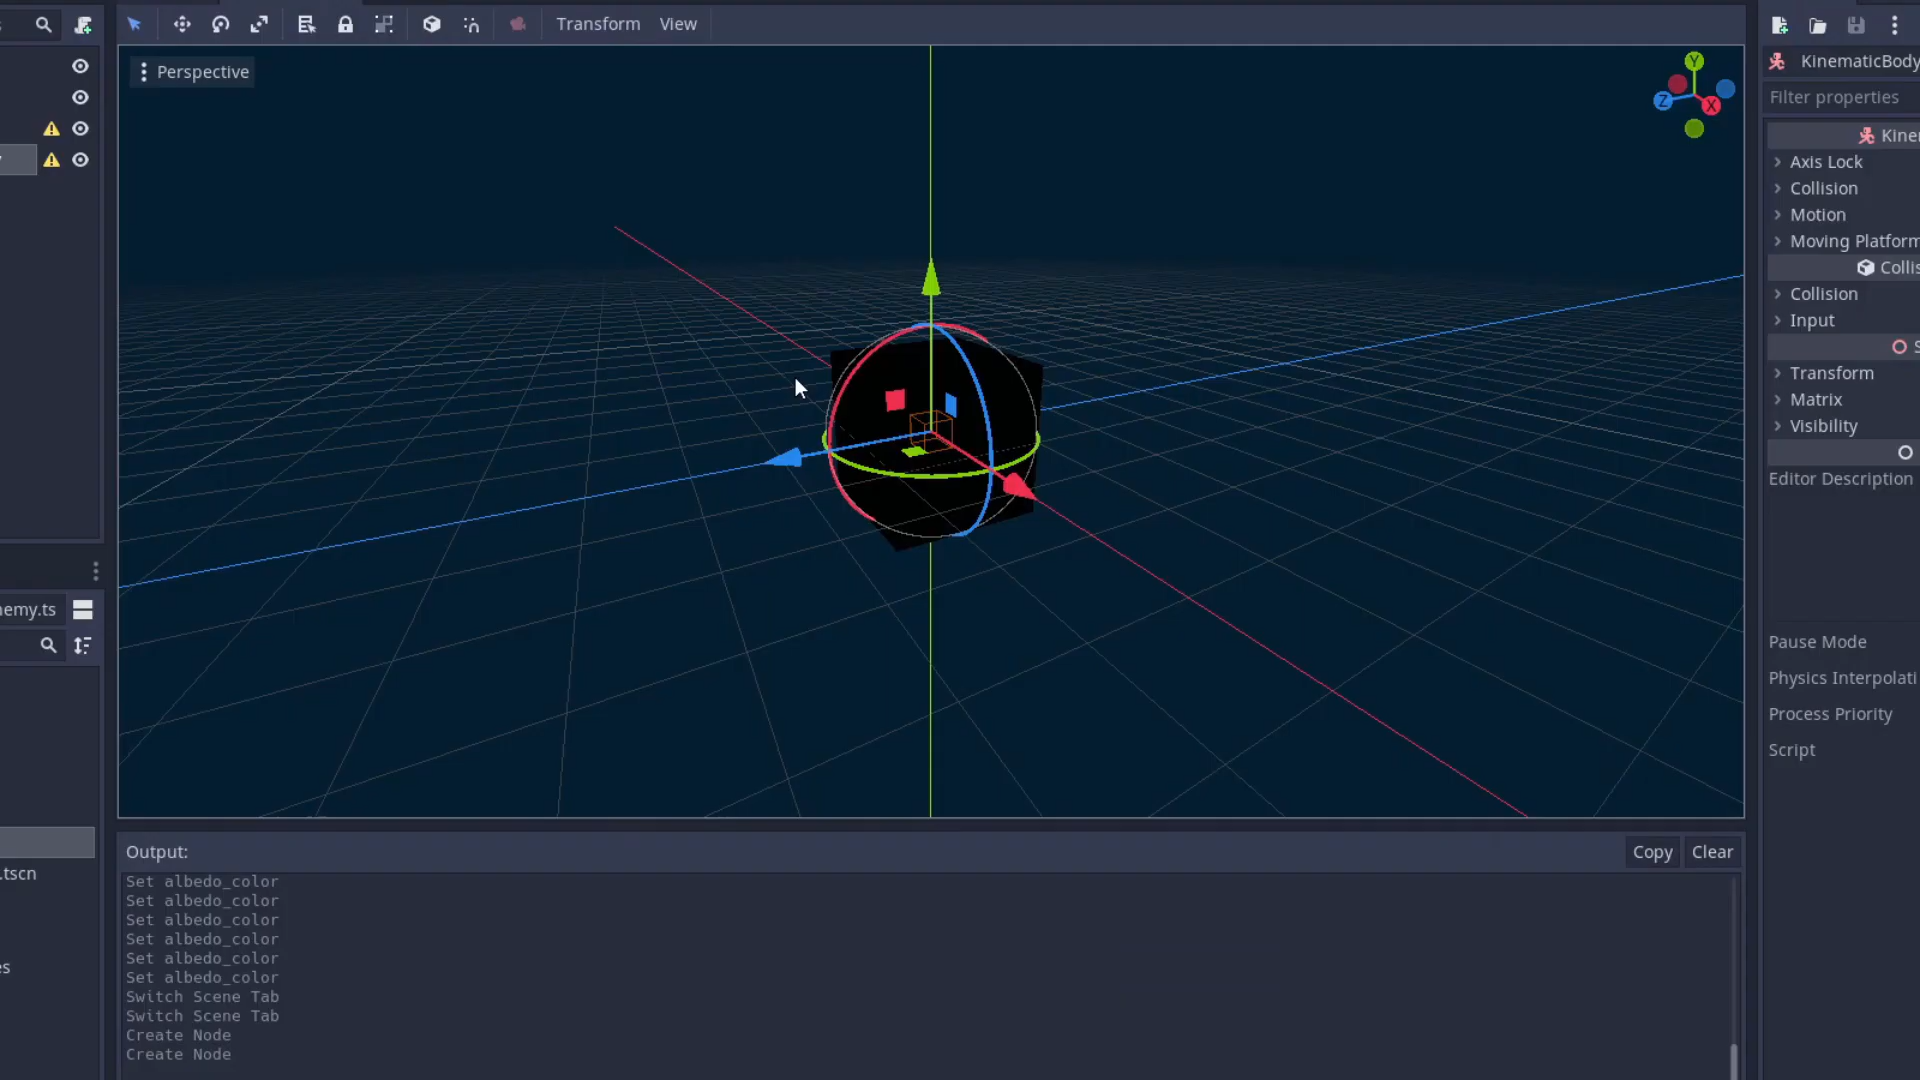 Transform View
Perspective
Y
Z
X
KinematicBody
Filter properties
Kine
Axis Lock
Collision
Motion
Moving Platform
Collis
Collision
Input
S
Transform
Matrix
Visibility
Editor Description
Pause Mode
Physics Interpolati
Process Priority
Script
nemy.ts
.tscn
es
Output:
Copy Clear
Set albedo_color
Set albedo_color
Set albedo_color
Set albedo_color
Set albedo_color
Set albedo_color
Switch Scene Tab
Switch Scene Tab
Create Node
Create Node